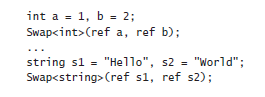 int a = 1, b = 2;
Swap<int>(ref a, ref b);
...
string s1 = "Hello", s2 = "World";
Swap<string>(ref s1, ref s2);